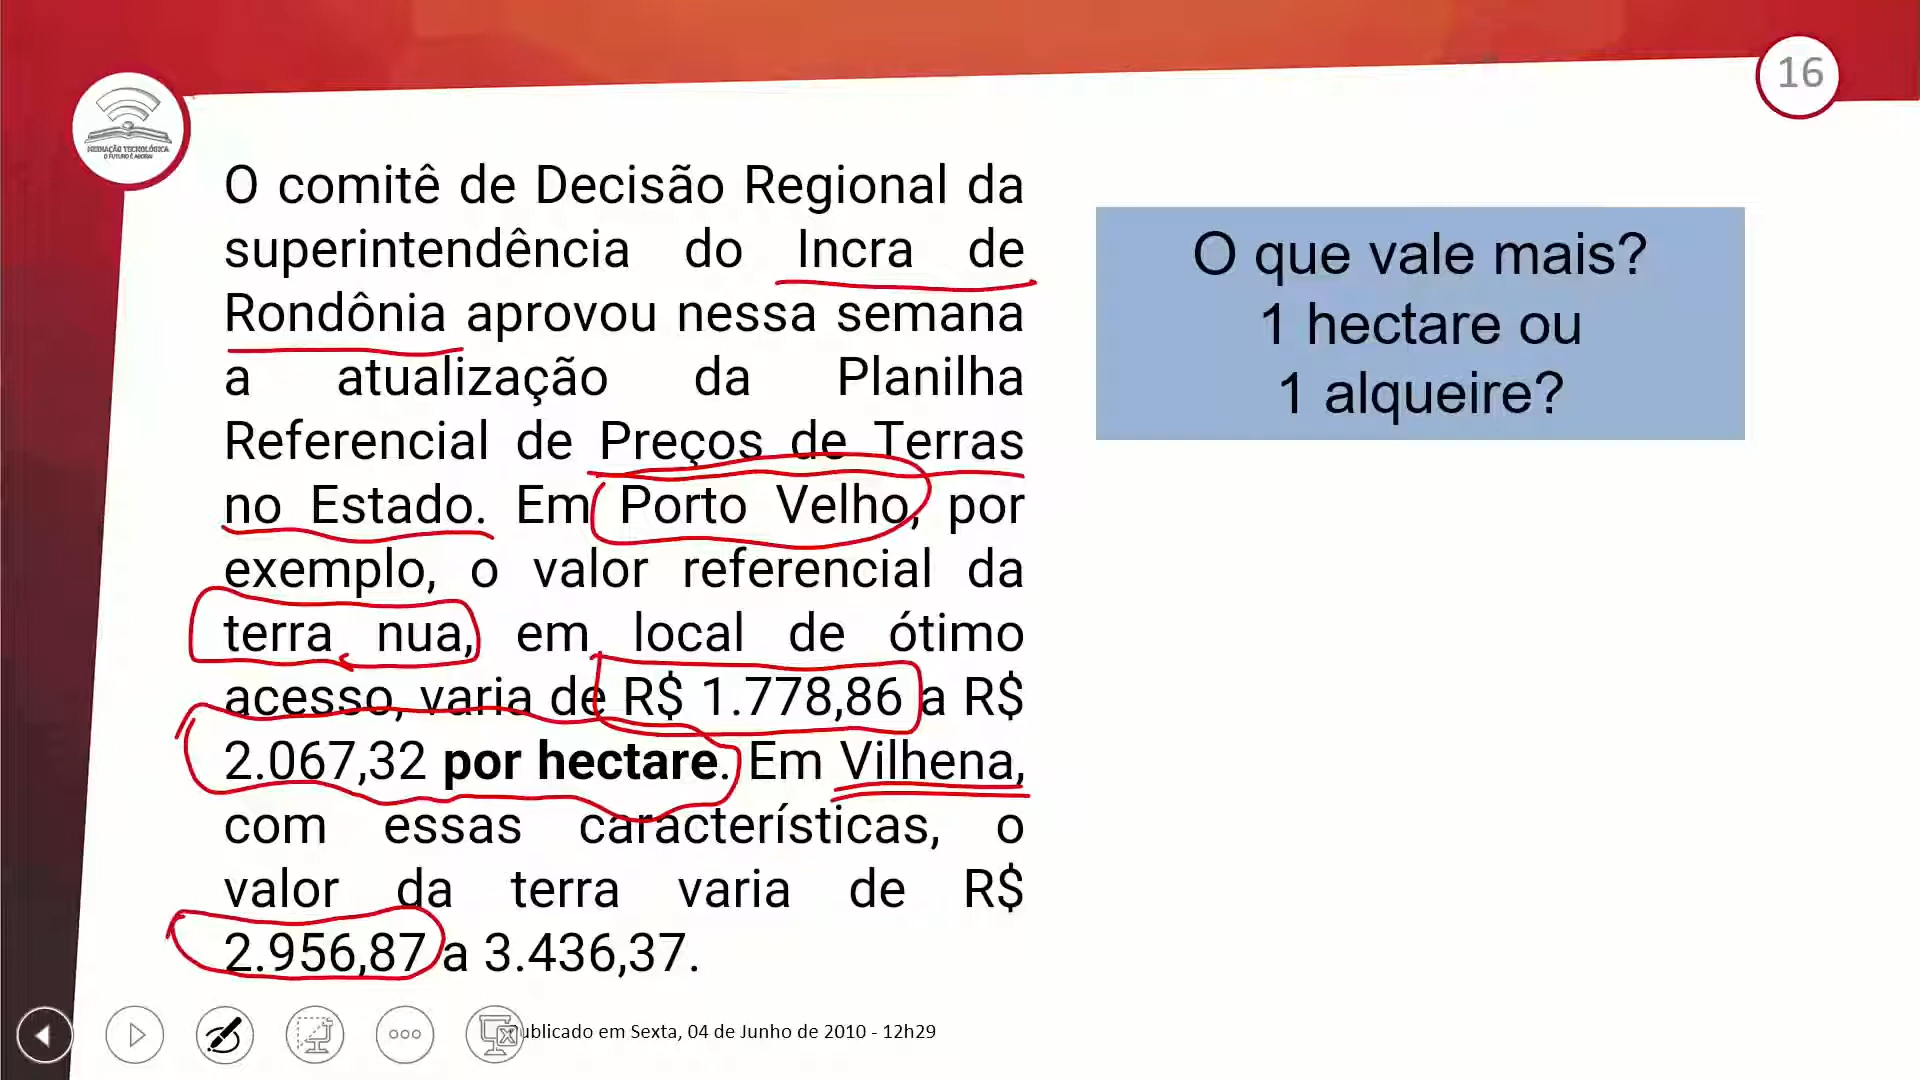 16
MEDIAÇÃO TECNOLÓGICA
O FUTURO É AGORA!
O comitê de Decisão Regional da
superintendência do Incra de
Rondônia aprovou nessa semana
a atualização da Planilha
Referencial de Preços de Terras
no Estado. Em Porto Velho, por
exemplo, o valor referencial da
terra nua, em local de ótimo
acesso, varia de R$ 1.778,86 a R$
2.067,32 por hectare. Em Vilhena,
com essas características, o
valor da terra varia de R$
2.956,87 a 3.436,37.
O que vale mais?
1 hectare ou
1 alqueire?
ublicado em Sexta, 04 de Junho de 2010 - 12h29